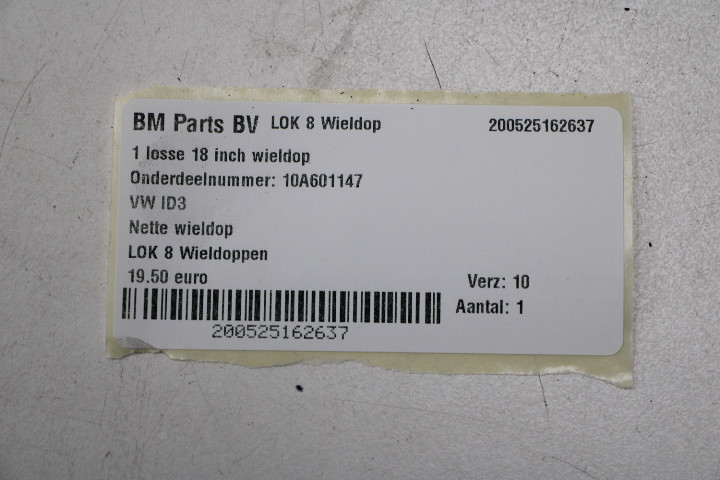 BM Parts BV LOK 8 Wieldop 200525162637
1 losse 18 inch wieldop
Onderdeelnummer: 10A601147
VW ID3
Nette wieldop
LOK 8 Wieldoppen
19.50 euro Verz: 10
Aantal: 1
200525162637